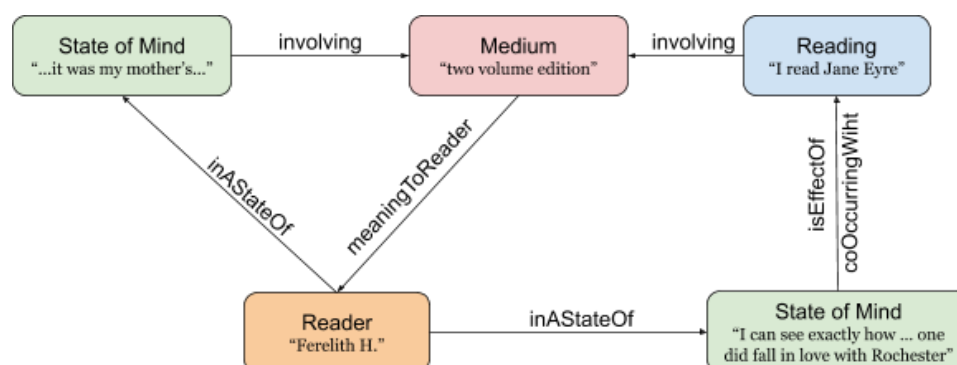 State of Mind
“...it was my mother’s...”
involving
Medium
“two volume edition”
involving
Reading
“I read Jane Eyre”
inAStateOf
meaningToReader
isEffectOf
coOccurringWiht
Reader
“Ferelith H.”
inAStateOf
State of Mind
“I can see exactly how ... one
did fall in love with Rochester”